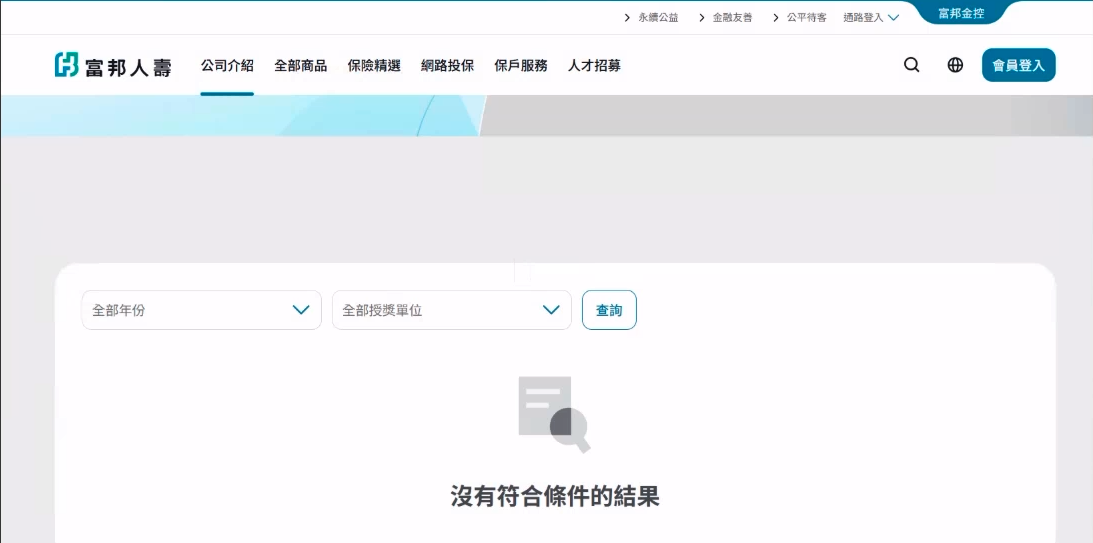 永續公益 金融友善 公平待客 通路登入 富邦金控
富邦人壽 公司介紹 全部商品 保險精選 網路投保 保戶服務 人才招募 會員登入
全部年份 全部授獎單位 查詢
沒有符合條件的結果